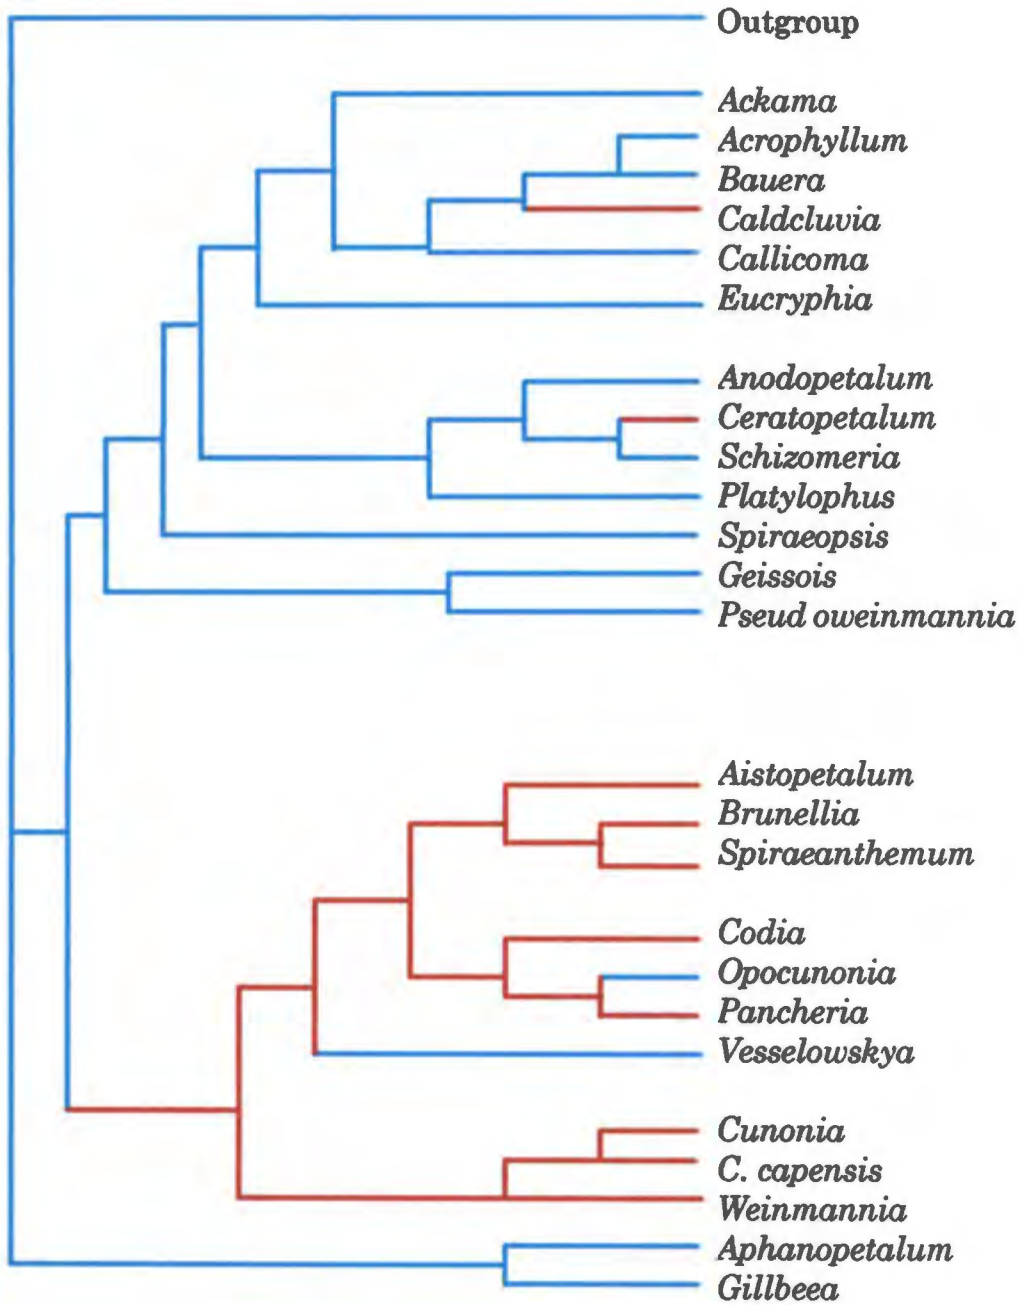 Outgroup
Ackama
Acrophyllum
Bauera
Caldcluvia
Callicoma
Eucryphia
Anodopetalum
Ceratopetalum
Schizomeria
Platylophus
Spiraeopsis
Geissois
Pseud oweinmannia
Aistopetalum
Brunellia
Spiraeanthemum
Codia
Opocunonia
Pancheria
Vesselowskya
Cunonia
C. capensis
Weinmannia
Aphanopetalum
Gillbeea